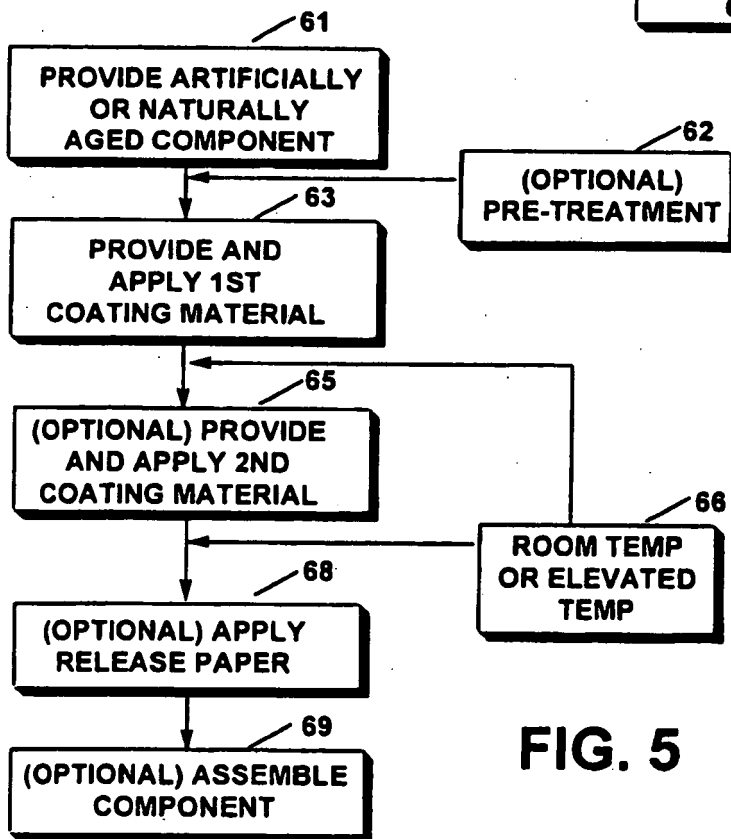 61
PROVIDE ARTIFICIALLY
OR NATURALLY
AGED COMPONENT
62
(OPTIONAL)
PRE-TREATMENT
63
PROVIDE AND
APPLY 1ST
COATING MATERIAL
65
(OPTIONAL) PROVIDE
AND APPLY 2ND
COATING MATERIAL
66
ROOM TEMP
OR ELEVATED
TEMP
68
(OPTIONAL) APPLY
RELEASE PAPER
69
(OPTIONAL) ASSEMBLE
COMPONENT
FIG. 5